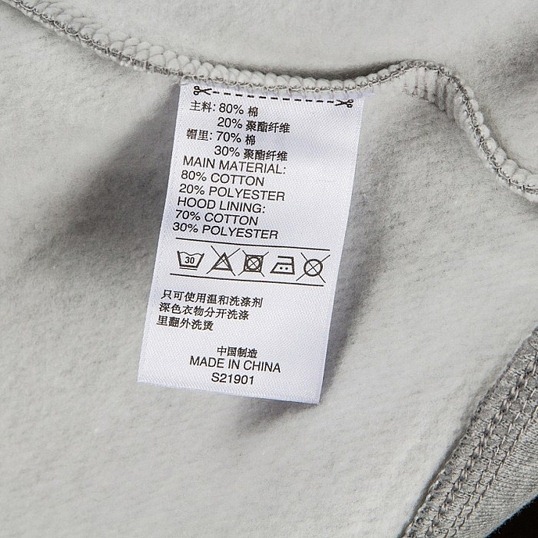 主料: 80% 棉
20% 聚酯纤维
帽里: 70% 棉
30% 聚酯纤维
MAIN MATERIAL:
80% COTTON
20% POLYESTER
HOOD LINING:
70% COTTON
30% POLYESTER
30
只可使用温和洗涤剂
深色衣物分开洗涤
里翻外洗烫
中国制造
MADE IN CHINA
S21901